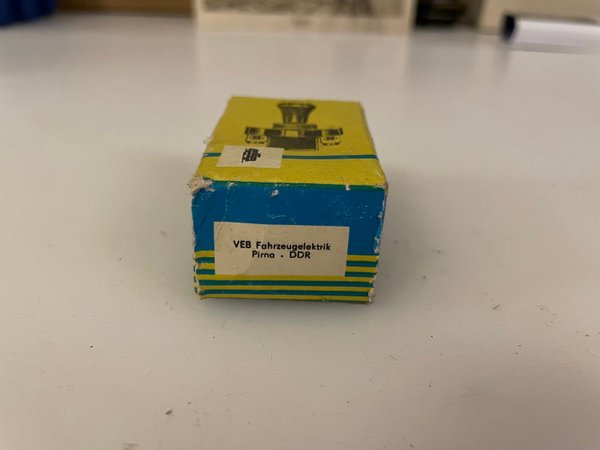 VEB Fahrzeugelektrik
Pirna . DDR